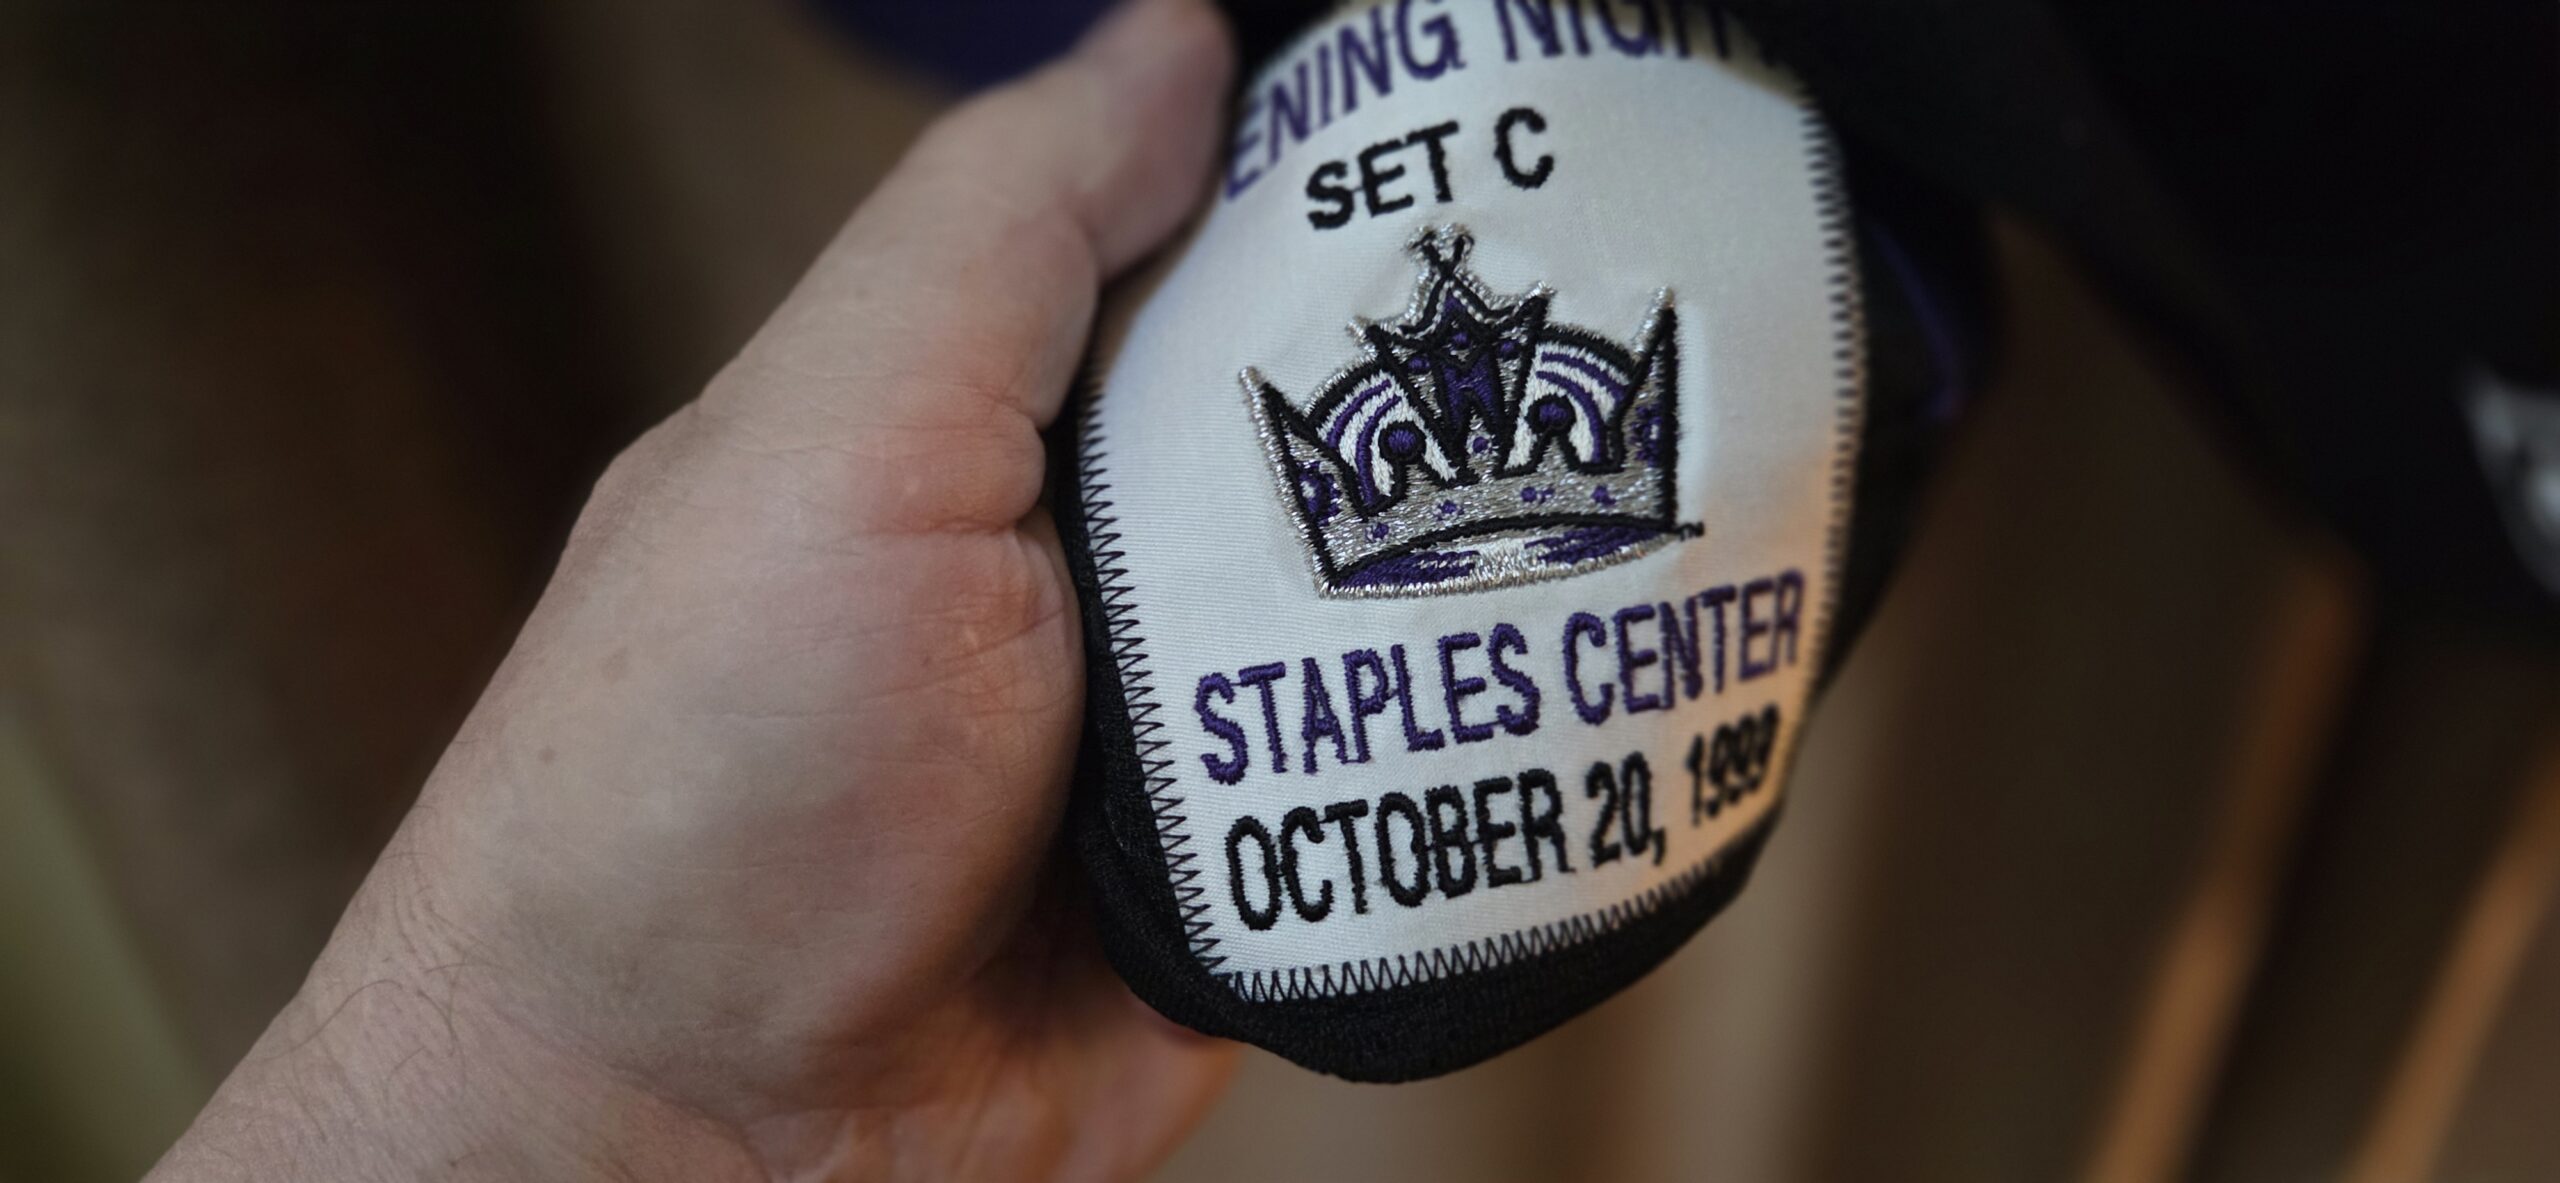 ENING NIGH
SET C
STAPLES CENTER
OCTOBER 20, 1999